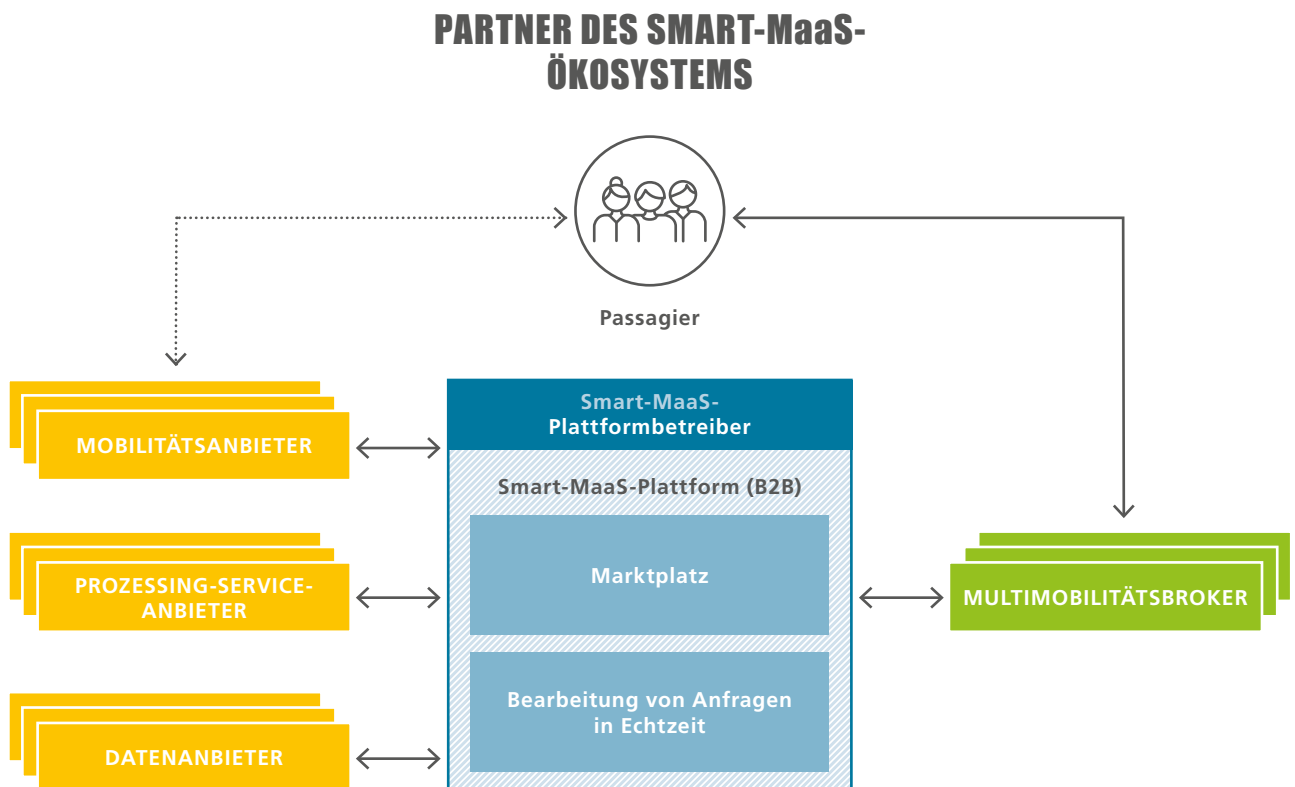 PARTNER DES SMART-MaaS-
ÖKOSYSTEMS
Passagier
MOBILITÄTSANBIETER
PROZESSING-SERVICE-
ANBIETER
DATENANBIETER
Smart-MaaS-
Plattformbetreiber
Smart-MaaS-Plattform (B2B)
Marktplatz
Bearbeitung von Anfragen
in Echtzeit
MULTIMOBILITÄTSBROKER